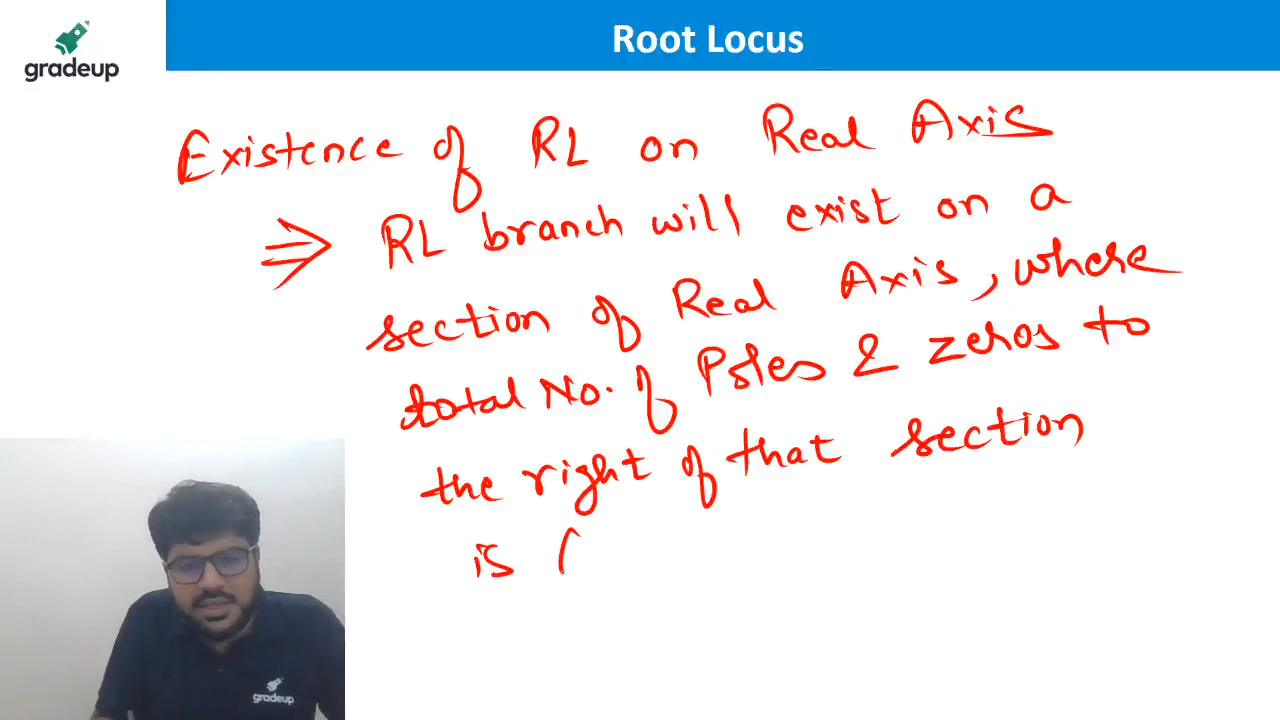 gradeup
Root Locus
Existence of RL on Real Axis
⇒ RL branch will exist on a
section of Real Axis, where
total No. of Poles & zeros to
the right of that section
is (
gradeup